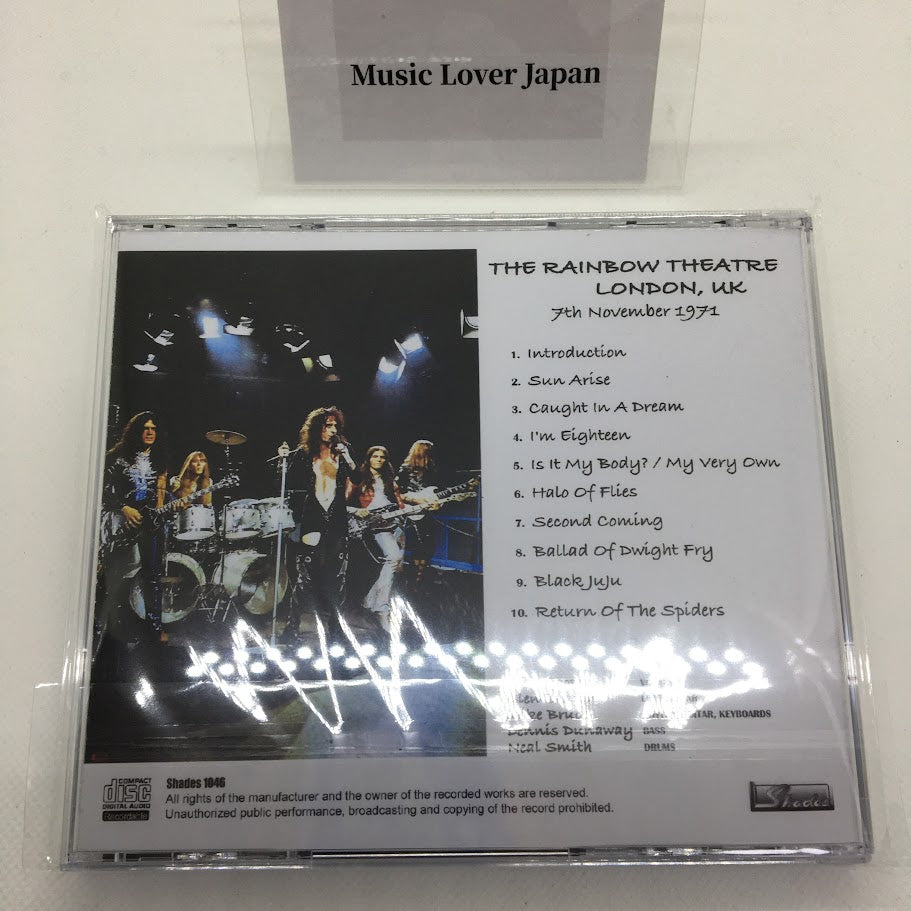 Music Lover Japan
THE RAINBOW THEATRE
LONDON, UK
7th November 1971
1. Introduction
2. Sun Arise
3. Caught In A Dream
4. I'm Eighteen
5. Is It My Body? / My Very Own
6. Halo Of Flies
7. Second Coming
8. Ballad Of Dwight Fry
9. Black JuJu
10. Return Of The Spiders
KEYBOARDS
Dennis Dunaway BASS
Neal Smith DRUMS
COMPACT
disc
DIGITAL AUDIO
Recordable
Shades 1046
All rights of the manufacturer and the owner of the recorded works are reserved.
Unauthorized public performance, broadcasting and copying of the record prohibited.
Shades